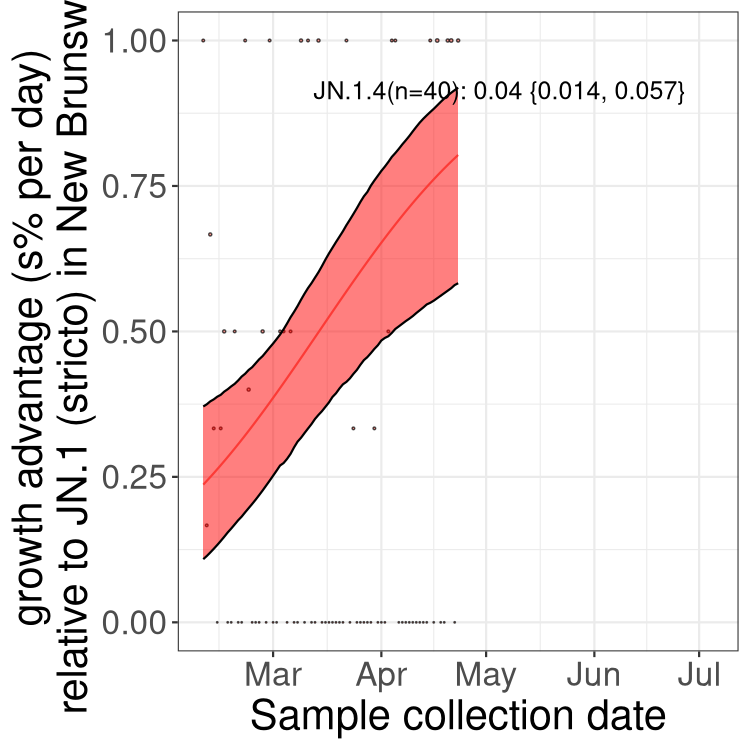 growth advantage (s% per day)
relative to JN.1 (stricto) in New Brunsw
1.00
0.75
0.50
0.25
0.00
JN.1.4(n=40): 0.04 {0.014, 0.057}
Mar Apr May Jun Jul
Sample collection date